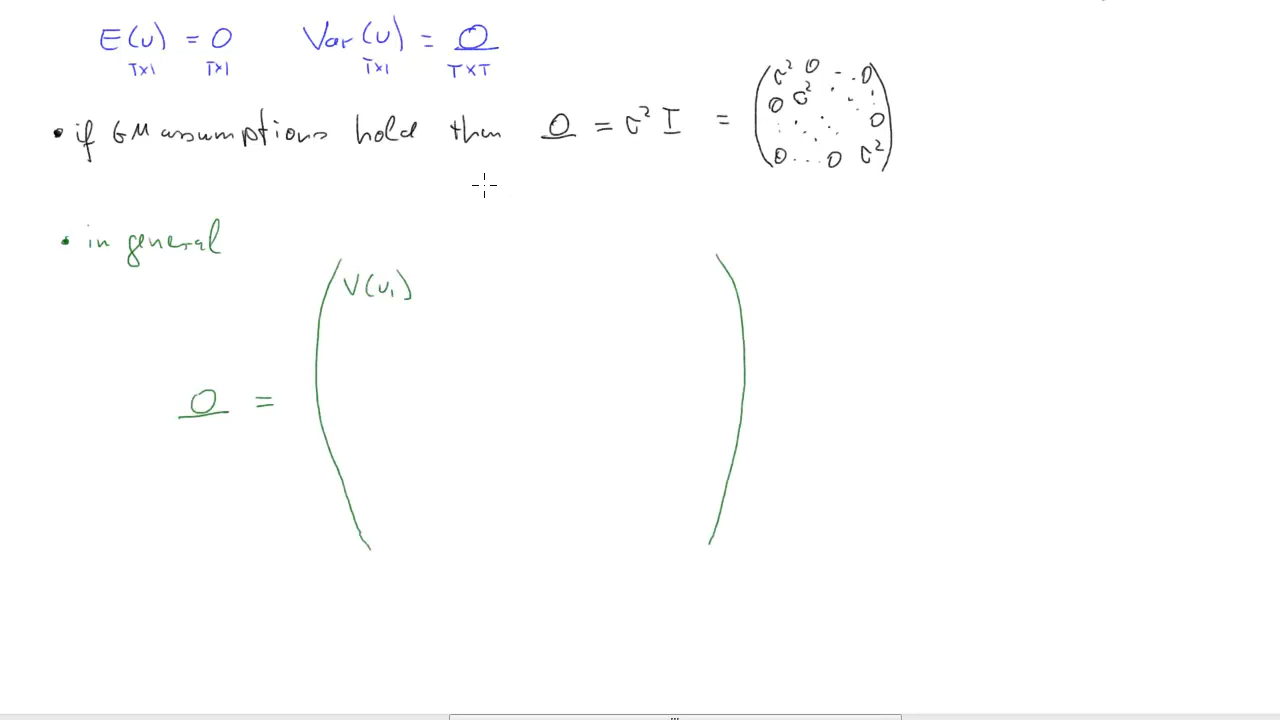 E(u) = 0 Var(u) = Ω
T×1 T×1 T×1 T×T
• if GM assumptions hold then Ω = σ² I = ( σ² 0 ⋯ 0
0 σ² ⋱ ⋮
⋮ ⋱ ⋱ 0
0 … 0 σ² )
• in general
V(u₁)
Ω = ( )